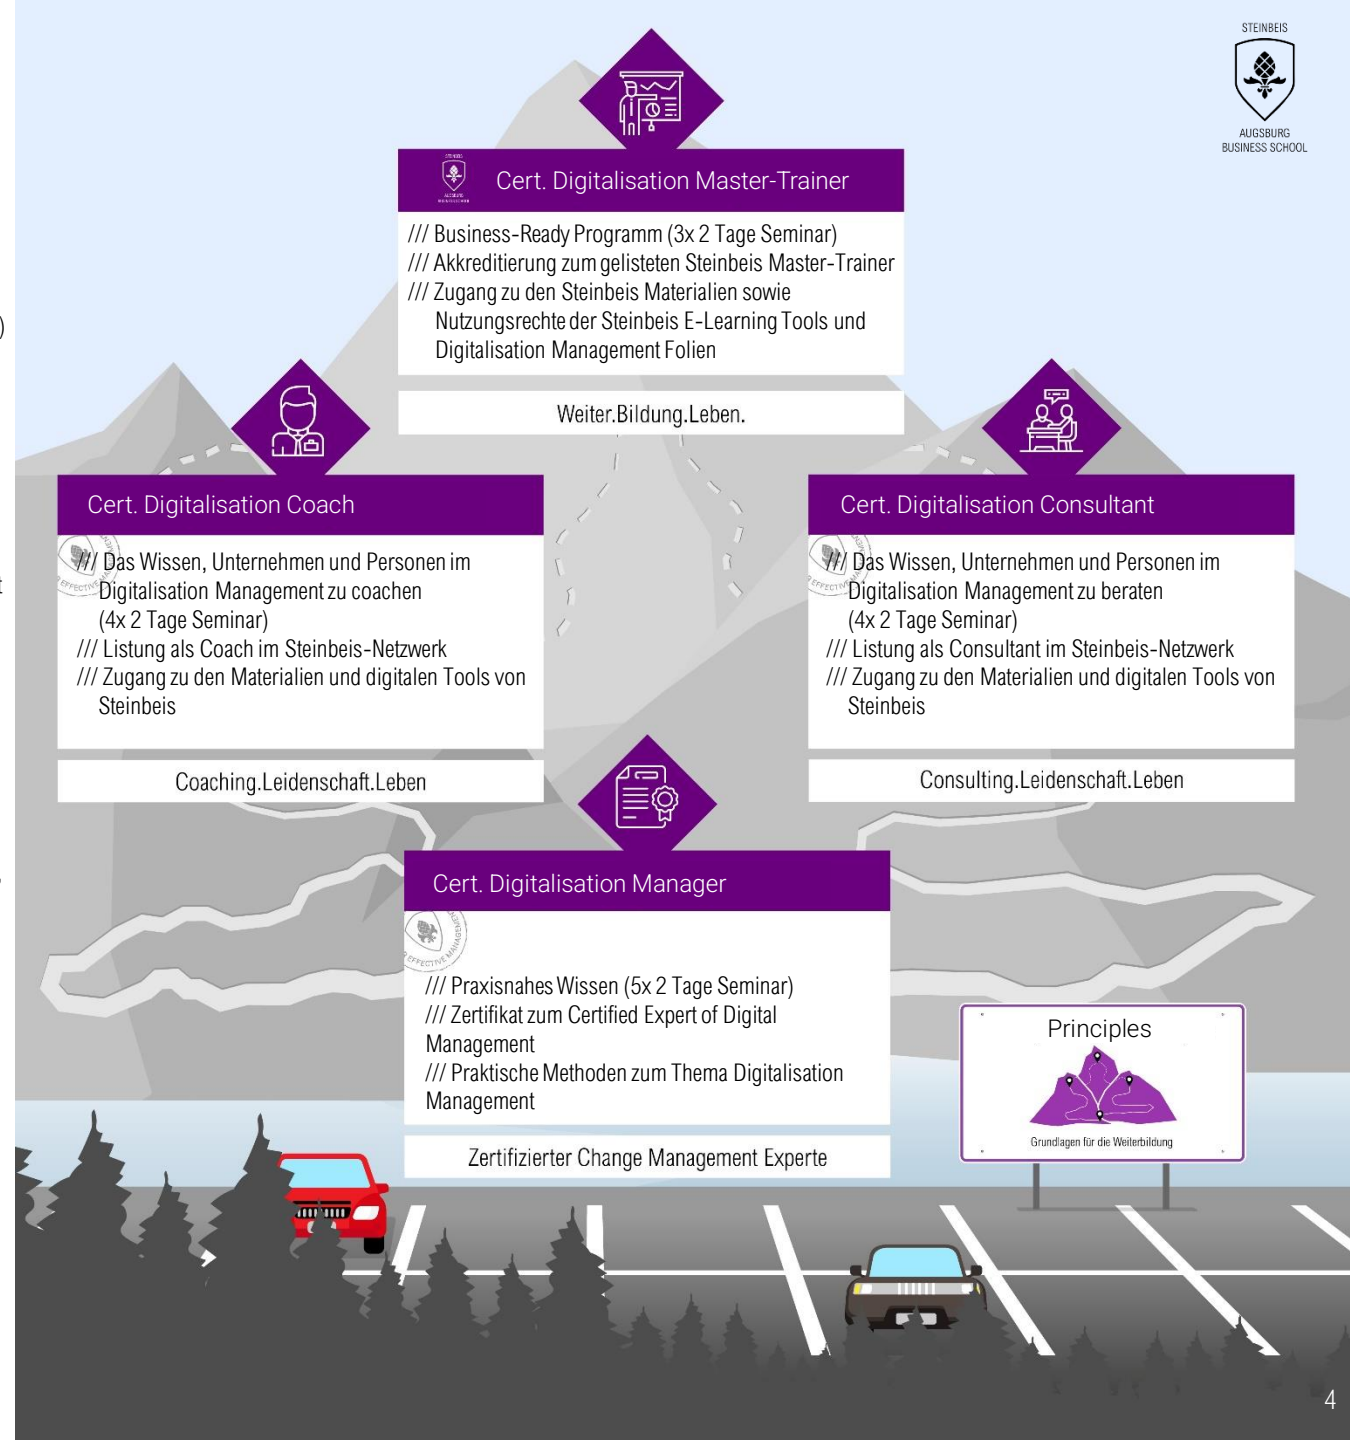 STEINBEIS
AUGSBURG
BUSINESS SCHOOL
Cert. Digitalisation Master-Trainer
/// Business-Ready Programm (3x 2 Tage Seminar)
/// Akkreditierung zum gelisteten Steinbeis Master-Trainer
/// Zugang zu den Steinbeis Materialien sowie
Nutzungsrechte der Steinbeis E-Learning Tools und
Digitalisation Management Folien
Weiter.Bildung.Leben.
Cert. Digitalisation Coach
/// Das Wissen, Unternehmen und Personen im
Digitalisation Management zu coachen
(4x 2 Tage Seminar)
/// Listung als Coach im Steinbeis-Netzwerk
/// Zugang zu den Materialien und digitalen Tools von
Steinbeis
Coaching.Leidenschaft.Leben
Cert. Digitalisation Consultant
/// Das Wissen, Unternehmen und Personen im
Digitalisation Management zu beraten
(4x 2 Tage Seminar)
/// Listung als Consultant im Steinbeis-Netzwerk
/// Zugang zu den Materialien und digitalen Tools von
Steinbeis
Consulting.Leidenschaft.Leben
Cert. Digitalisation Manager
EFFECTIVE MANAGEMENT
/// Praxisnahes Wissen (5x 2 Tage Seminar)
/// Zertifikat zum Certified Expert of Digital
Management
/// Praktische Methoden zum Thema Digitalisation
Management
Zertifizierter Change Management Experte
Principles
Grundlagen für die Weiterbildung
4